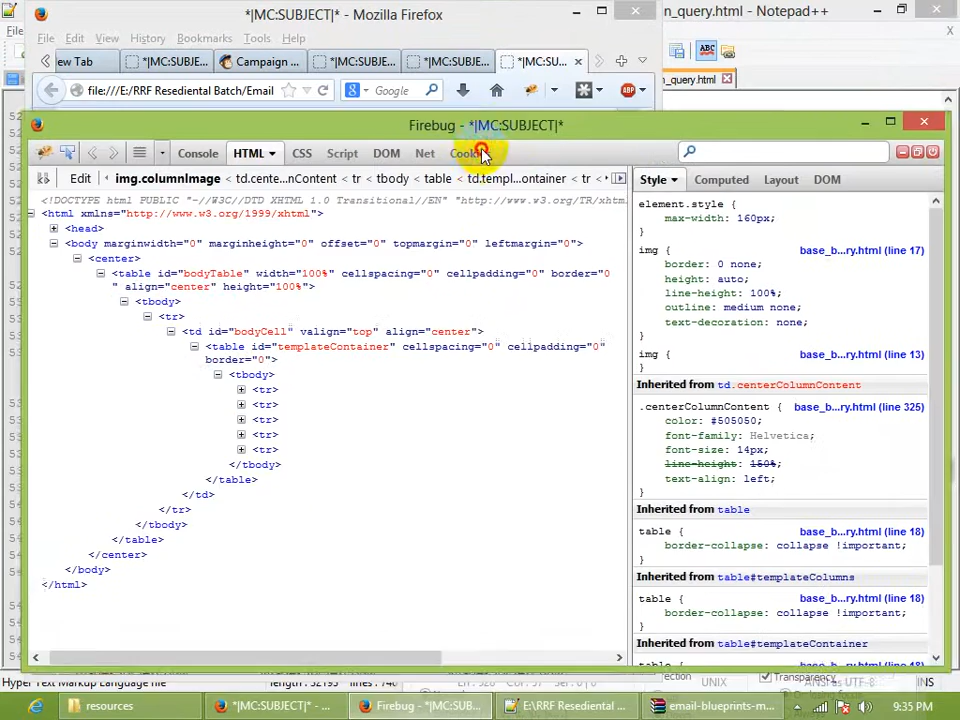 *|MC:SUBJECT|* - Mozilla Firefox
n_query.html - Notepad++
File Edit View History Bookmarks Tools Help
ew Tab *|MC:SUBJE... Campaign ... *|MC:SUBJE... *|MC:SUBJE... *|MC:SU...
n_query.html
file:///E:/RRF Resediental Batch/Email Google ABP
Firebug - *|MC:SUBJECT|*
Console HTML CSS Script DOM Net Cookies
Edit img.columnImage < td.cente...nContent < tr < tbody < table < td.templ...ontainer < tr
Style Computed Layout DOM
<!DOCTYPE html PUBLIC "-//W3C//DTD XHTML 1.0 Transitional//EN" "http://www.w3.org/TR/xhtm
<html xmlns="http://www.w3.org/1999/xhtml">
<head>
<body marginwidth="0" marginheight="0" offset="0" topmargin="0" leftmargin="0">
<center>
<table id="bodyTable" width="100%" cellspacing="0" cellpadding="0" border="0
" align="center" height="100%">
<tbody>
<tr>
<td id="bodyCell" valign="top" align="center">
<table id="templateContainer" cellspacing="0" cellpadding="0"
border="0">
<tbody>
<tr>
<tr>
<tr>
<tr>
<tr>
</tbody>
</table>
</td>
</tr>
</tbody>
</table>
</center>
</body>
</html>
element.style {
max-width: 160px;
}
img { base_b...ry.html (line 17)
border: 0 none;
height: auto;
line-height: 100%;
outline: medium none;
text-decoration: none;
}
img { base_b...ry.html (line 13)
}
Inherited from td.centerColumnContent
.centerColumnContent { base_b...ry.html (line 325)
color: #505050;
font-family: Helvetica;
font-size: 14px;
line-height: 150%;
text-align: left;
}
Inherited from table
table { base_b...ry.html (line 18)
border-collapse: collapse !important;
}
Inherited from table#templateColumns
table { base_b...ry.html (line 18)
border-collapse: collapse !important;
}
Inherited from table#templateContainer
Transparency
UNIX INS
resources *|MC:SUBJECT|* - ... Firebug - *|MC:SUB... E:\RRF Resediental ... email-blueprints-m... 9:35 PM